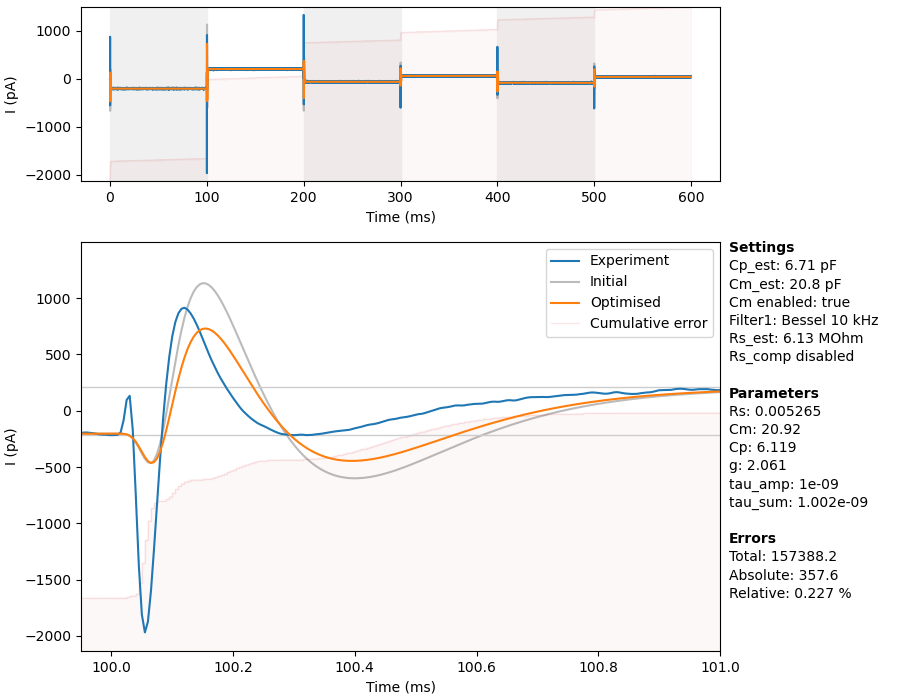 1000
0
−1000
−2000
I (pA)
0 100 200 300 400 500 600
Time (ms)
1000
500
0
−500
−1000
−1500
−2000
I (pA)
100.0 100.2 100.4 100.6 100.8 101.0
Time (ms)
Experiment
Initial
Optimised
Cumulative error
Settings
Cp_est: 6.71 pF
Cm_est: 20.8 pF
Cm enabled: true
Filter1: Bessel 10 kHz
Rs_est: 6.13 MOhm
Rs_comp disabled
Parameters
Rs: 0.005265
Cm: 20.92
Cp: 6.119
g: 2.061
tau_amp: 1e-09
tau_sum: 1.002e-09
Errors
Total: 157388.2
Absolute: 357.6
Relative: 0.227 %